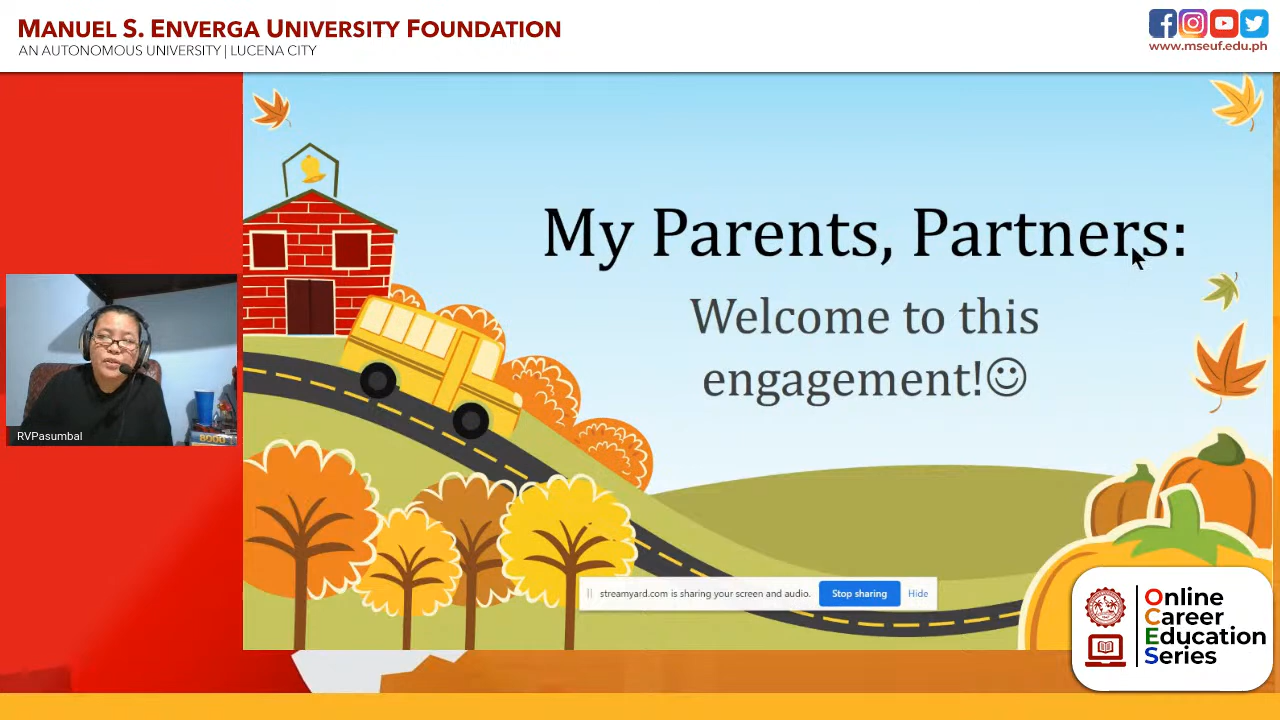 MANUEL S. ENVERGA UNIVERSITY FOUNDATION
AN AUTONOMOUS UNIVERSITY | LUCENA CITY
www.mseuf.edu.ph
My Parents, Partners:
Welcome to this
engagement!☺
RVPasumbal
8000
streamyard.com is sharing your screen and audio. Stop sharing Hide
Online
Career
Education
Series